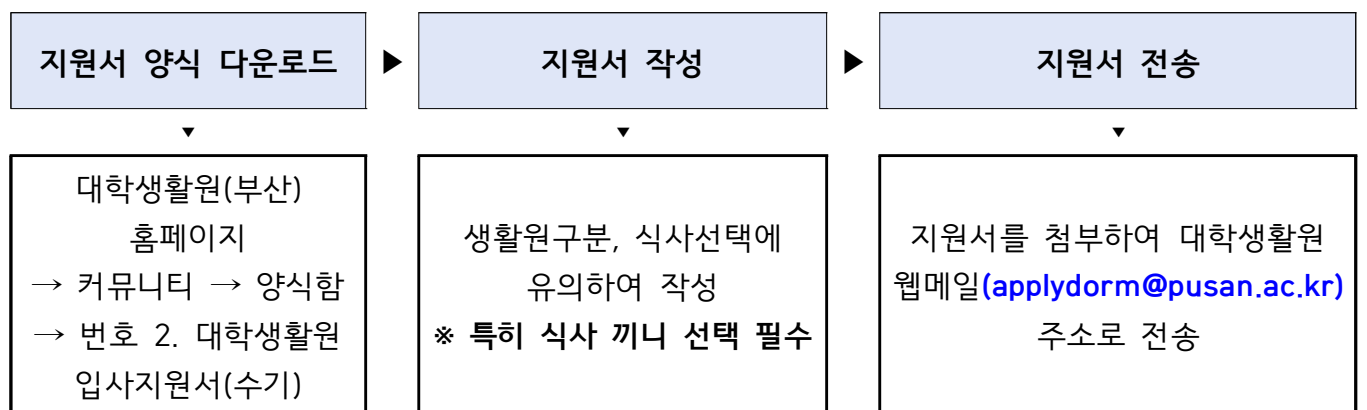 지원서 양식 다운로드 ▶ 지원서 작성 ▶ 지원서 전송
▼ ▼ ▼
대학생활원(부산)
홈페이지
→ 커뮤니티 → 양식함
→ 번호 2. 대학생활원
입사지원서(수기)
생활원구분, 식사선택에
유의하여 작성
※ 특히 식사 끼니 선택 필수
지원서를 첨부하여 대학생활원
웹메일(applydorm@pusan.ac.kr)
주소로 전송